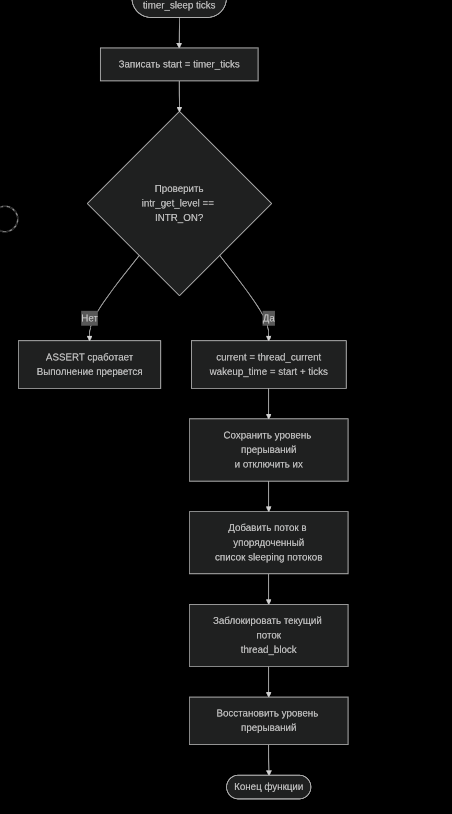 timer_sleep ticks
Записать start = timer_ticks
Проверить
intr_get_level ==
INTR_ON?
Нет
Да
ASSERT сработает
Выполнение прервется
current = thread_current
wakeup_time = start + ticks
Сохранить уровень
прерываний
и отключить их
Добавить поток в
упорядоченный
список sleeping потоков
Заблокировать текущий
поток
thread_block
Восстановить уровень
прерываний
Конец функции